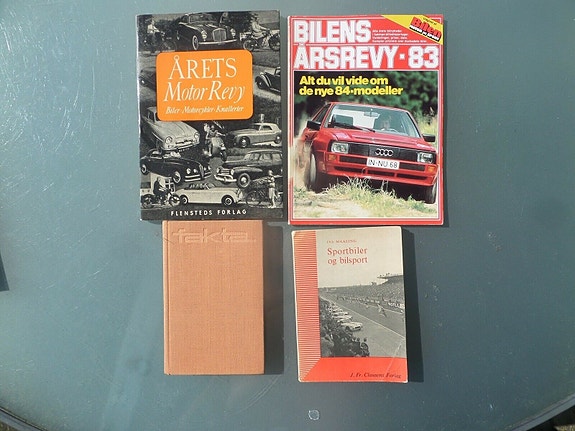 ÅRETS
Motor Revy
Biler · Motorcykler · Knallerter
FLENSTEDS FORLAG
BILENS
ÅRSREVY · 83
Bilen
Alt du vil vide om
de nye 84-modeller
IN-NU 68
fakta
Sportbiler
og bilsport
J. Fr. Clausens Forlag